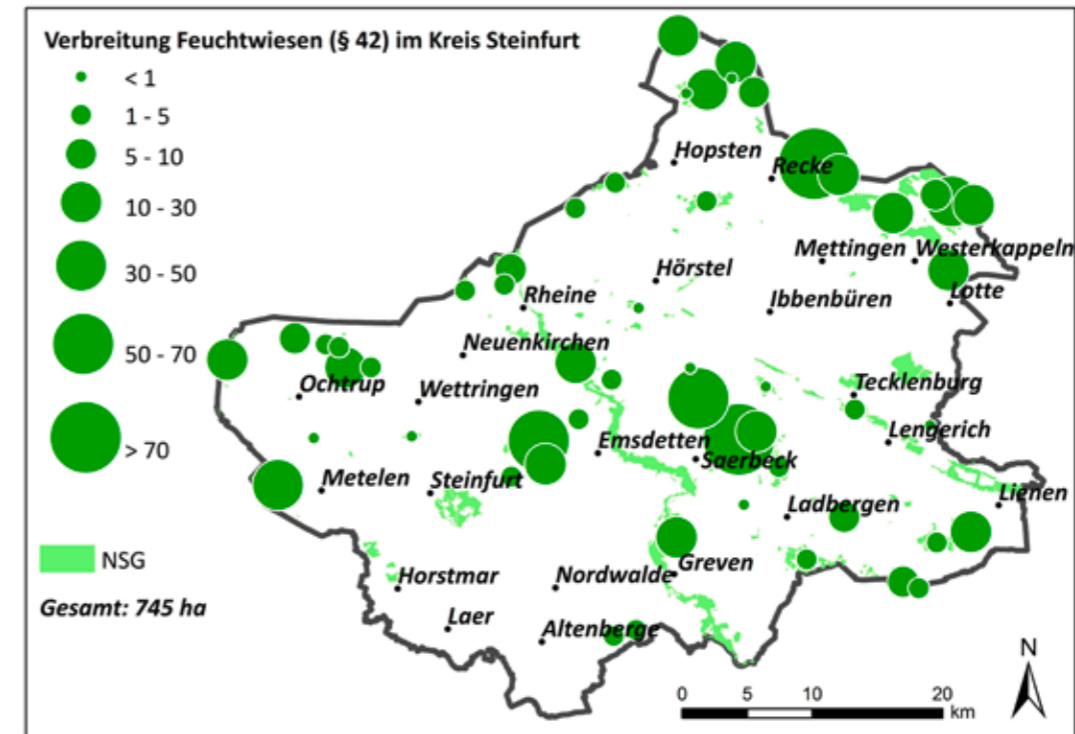 Verbreitung Feuchtwiesen (§ 42) im Kreis Steinfurt
< 1
1 - 5
5 - 10
10 - 30
30 - 50
50 - 70
> 70
NSG
Gesamt: 745 ha
Hopsten
Recke
Mettingen
Westerkappeln
Hörstel
Ibbenbüren
Lotte
Rheine
Neuenkirchen
Ochtrup
Wettringen
Tecklenburg
Lengerich
Emsdetten
Saerbeck
Metelen
Steinfurt
Ladbergen
Lienen
Greven
Horstmar
Nordwalde
Laer
Altenberge
N
0 5 10 20
km